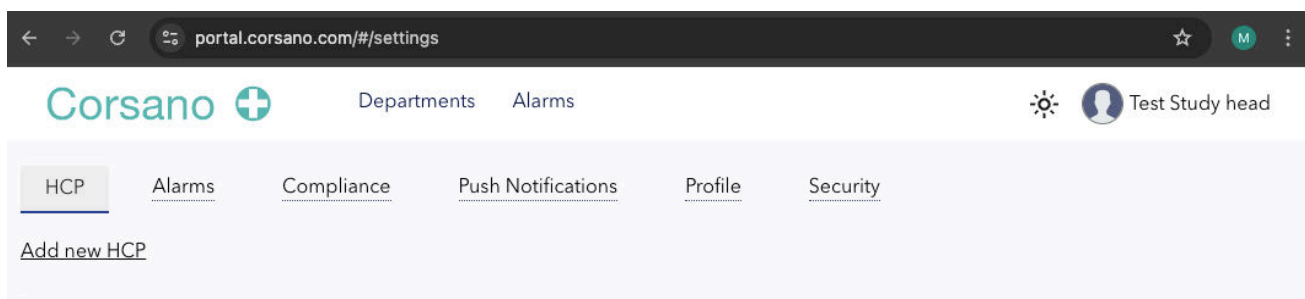 portal.corsano.com/#/settings
M
Corsano
Departments Alarms
Test Study head
HCP Alarms Compliance Push Notifications Profile Security
Add new HCP